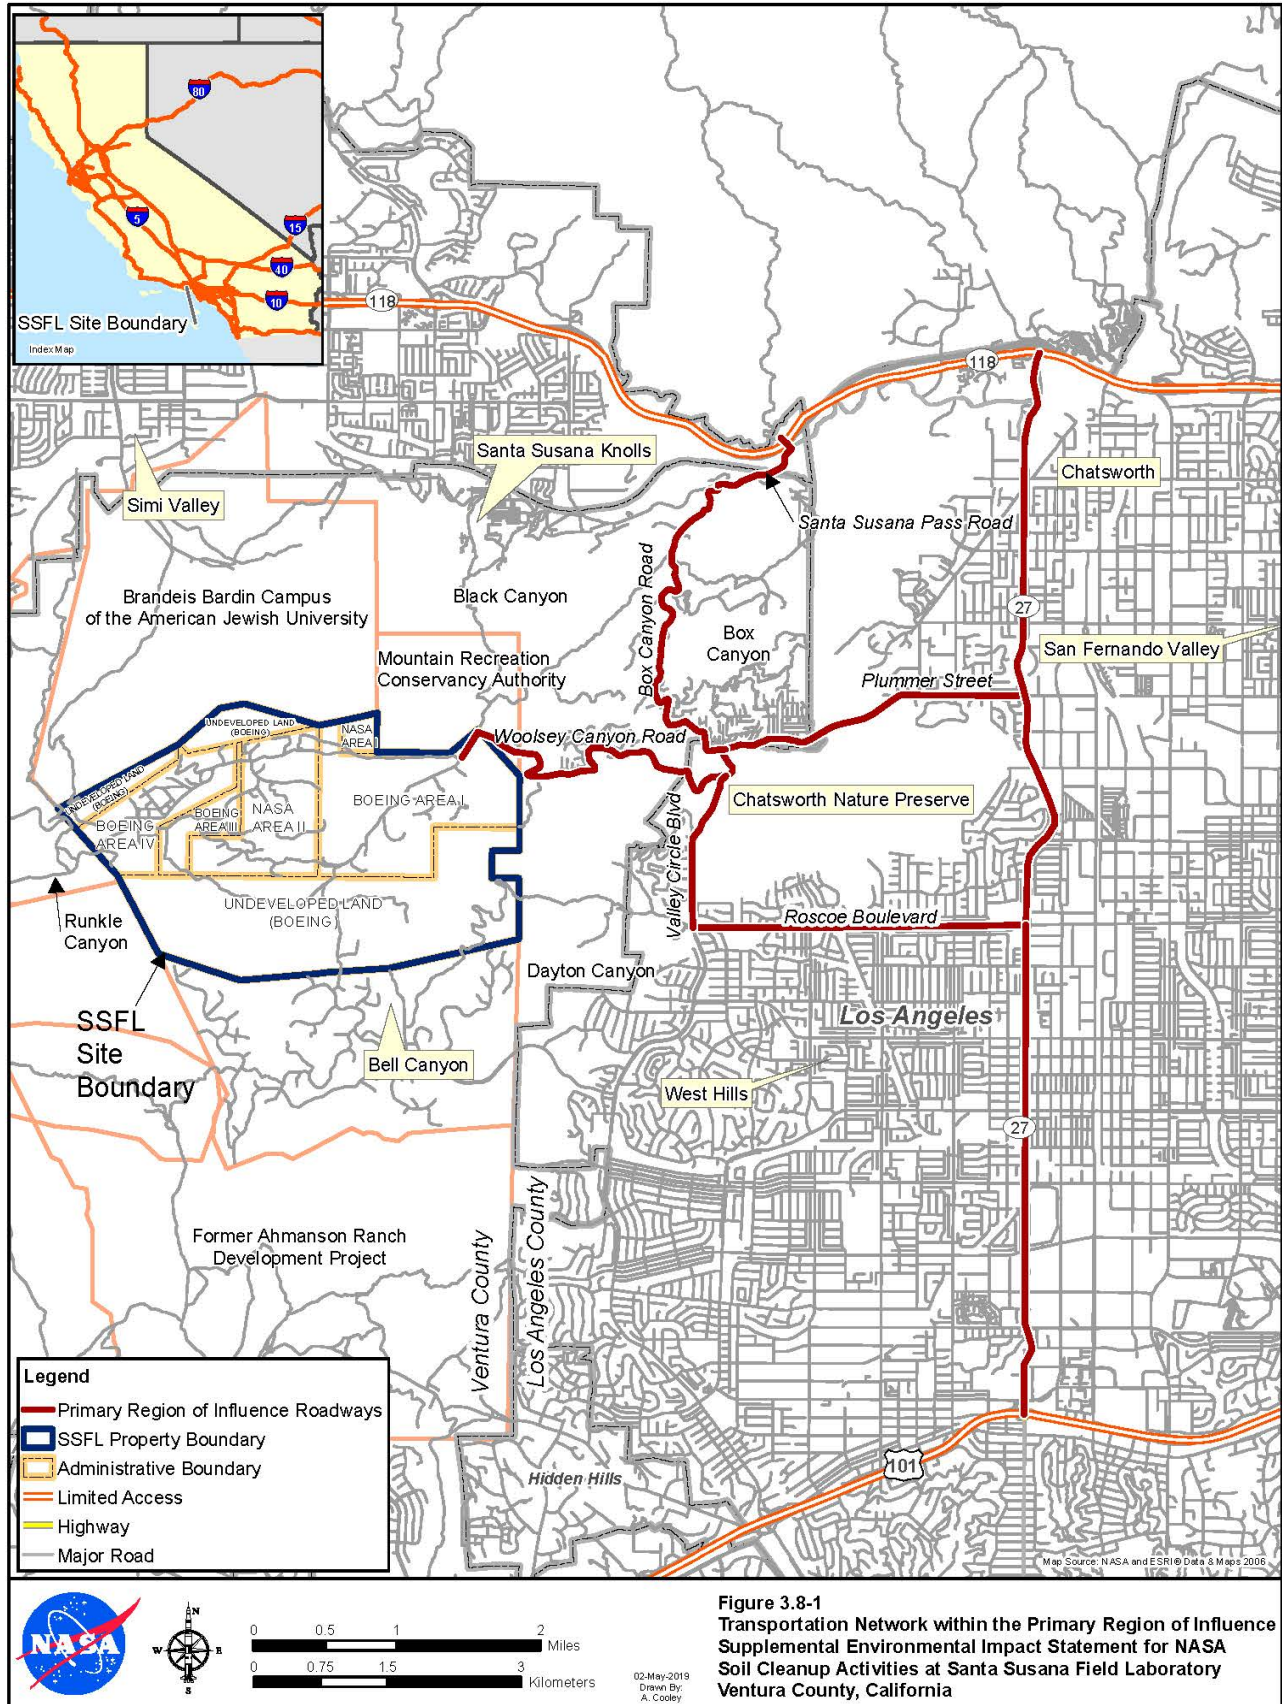 80
5
15
40
10
SSFL Site Boundary
Index Map
118
118
Santa Susana Knolls
Chatsworth
Simi Valley
Santa Susana Pass Road
Box Canyon Road
Brandeis Bardin Campus
of the American Jewish University
Black Canyon
27
Box
Canyon
San Fernando Valley
Mountain Recreation
Conservancy Authority
Plummer Street
UNDEVELOPED LAND
(BOEING)
NASA
AREA I
Woolsey Canyon Road
UNDEVELOPED LAND
(BOEING)
BOEING AREA I
Chatsworth Nature Preserve
BOEING
AREA III
NASA
AREA II
BOEING
AREA IV
Valley Circle Blvd
UNDEVELOPED LAND
(BOEING)
Runkle
Canyon
Roscoe Boulevard
Dayton Canyon
SSFL
Site
Boundary
Los Angeles
Bell Canyon
West Hills
27
Ventura County
Los Angeles County
Former Ahmanson Ranch
Development Project
Legend
Primary Region of Influence Roadways
SSFL Property Boundary
Administrative Boundary
Limited Access
Highway
Major Road
Hidden Hills
101
Map Source: NASA and ESRI® Data & Maps 2006
NASA
N
W E
S
0 0.5 1 2
Miles
0 0.75 1.5 3
Kilometers
02-May-2019
Drawn By:
A. Cooley
Figure 3.8-1
Transportation Network within the Primary Region of Influence
Supplemental Environmental Impact Statement for NASA
Soil Cleanup Activities at Santa Susana Field Laboratory
Ventura County, California